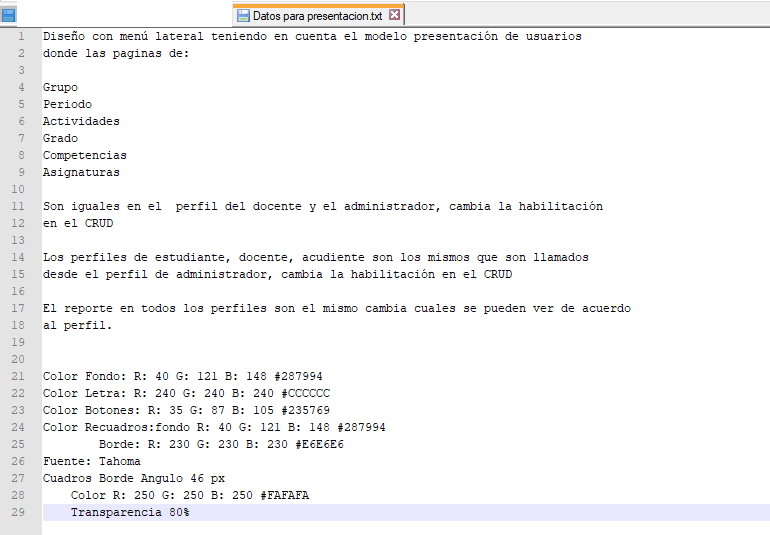 Datos para presentacion.txt
1 Diseño con menú lateral teniendo en cuenta el modelo presentación de usuarios
2 donde las paginas de:
3
4 Grupo
5 Periodo
6 Actividades
7 Grado
8 Competencias
9 Asignaturas
10
11 Son iguales en el  perfil del docente y el administrador, cambia la habilitación
12 en el CRUD
13
14 Los perfiles de estudiante, docente, acudiente son los mismos que son llamados
15 desde el perfil de administrador, cambia la habilitación en el CRUD
16
17 El reporte en todos los perfiles son el mismo cambia cuales se pueden ver de acuerdo
18 al perfil.
19
20
21 Color Fondo: R: 40 G: 121 B: 148 #287994
22 Color Letra: R: 240 G: 240 B: 240 #CCCCCC
23 Color Botones: R: 35 G: 87 B: 105 #235769
24 Color Recuadros:fondo R: 40 G: 121 B: 148 #287994
25         Borde: R: 230 G: 230 B: 230 #E6E6E6
26 Fuente: Tahoma
27 Cuadros Borde Angulo 46 px
28     Color R: 250 G: 250 B: 250 #FAFAFA
29     Transparencia 80%